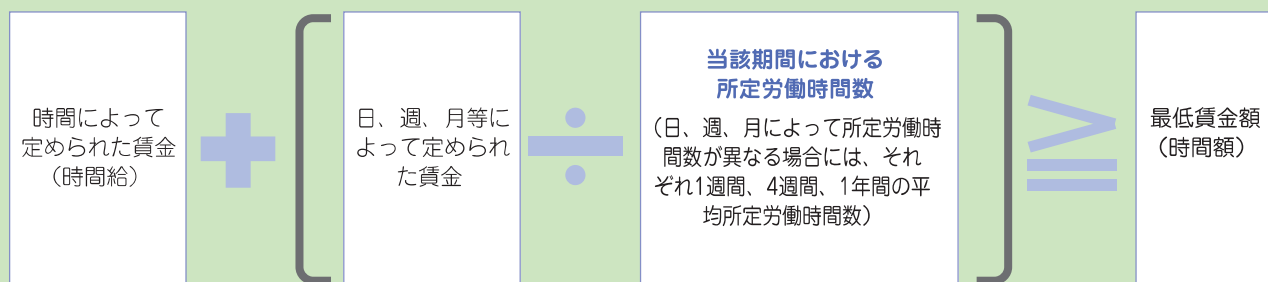 時間によって
定められた賃金
（時間給）
日、週、月等に
よって定められ
た賃金
÷
当該期間における
所定労働時間数
（日、週、月によって所定労働時
間数が異なる場合には、それ
ぞれ1週間、4週間、1年間の平
均所定労働時間数）
≧
最低賃金額
（時間額）